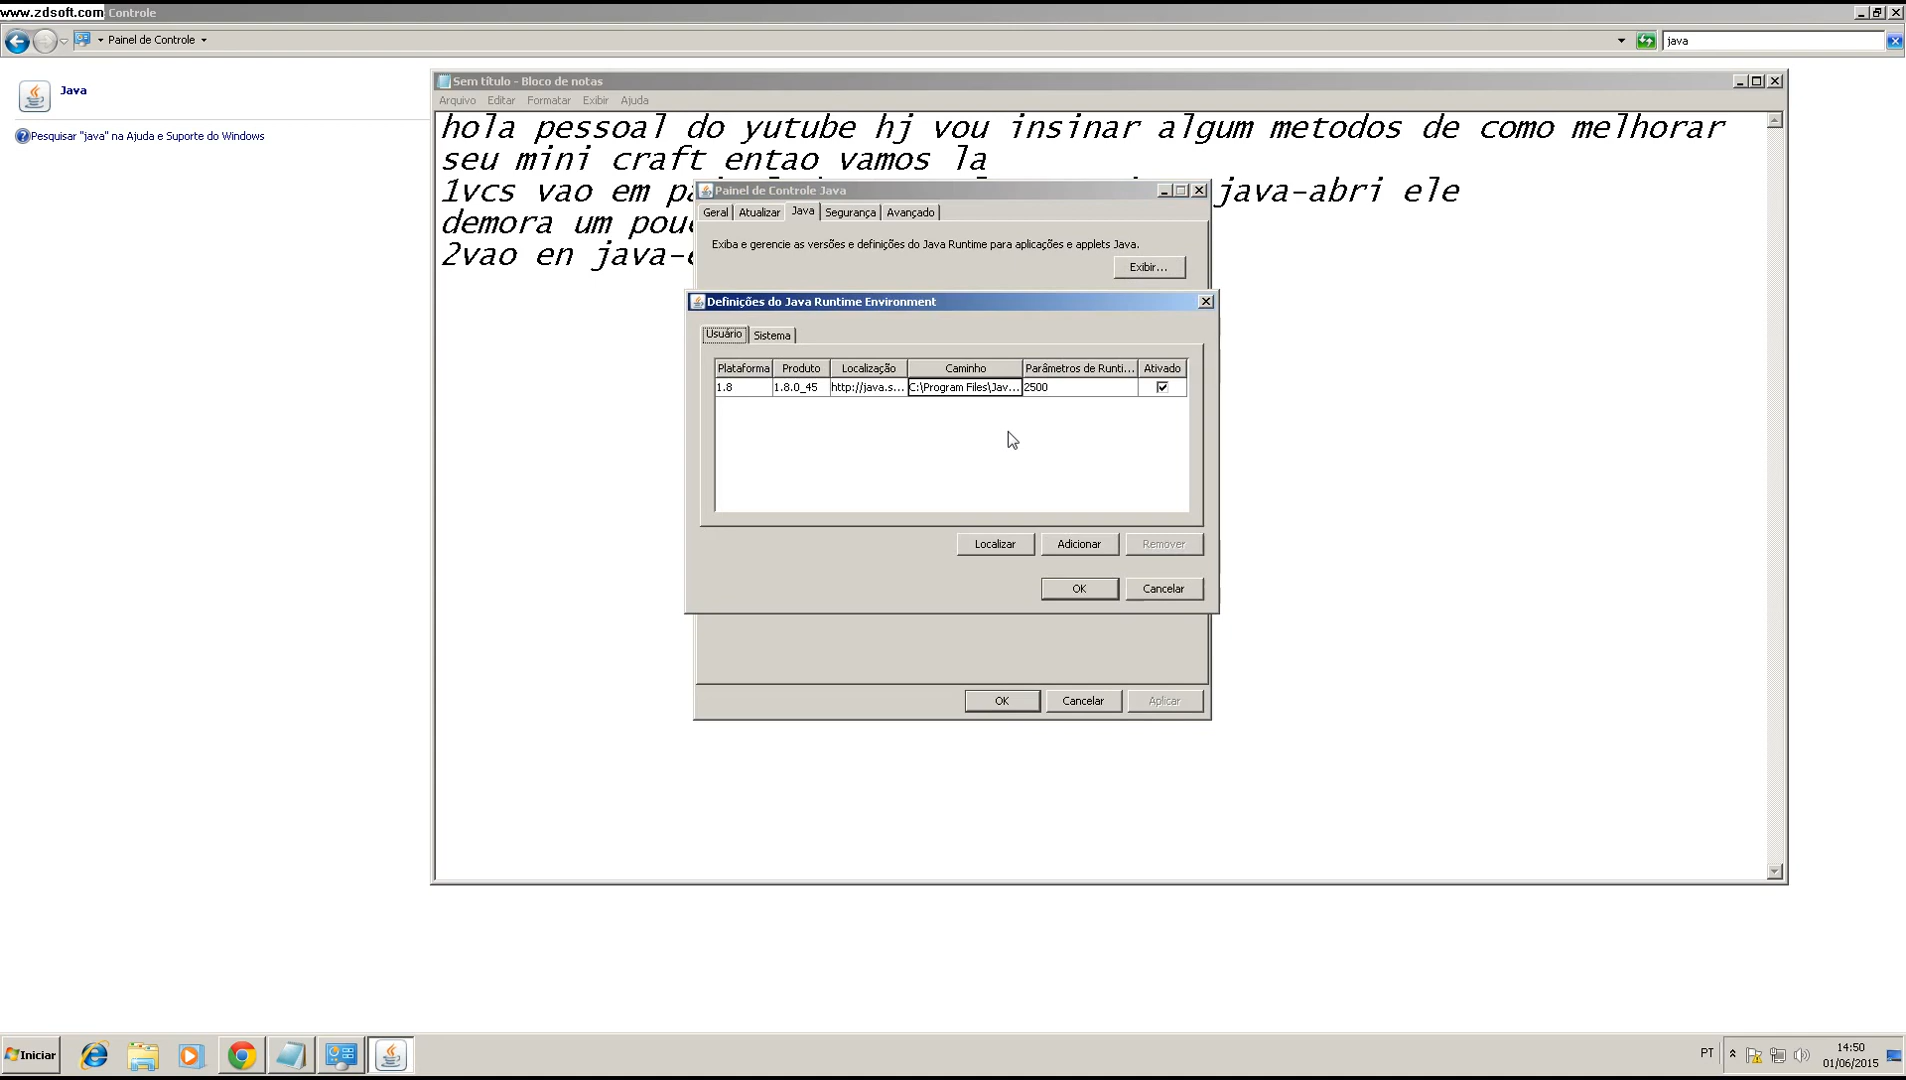 www.zdsoft.com Controle
Painel de Controle
java
Java
Pesquisar "java" na Ajuda e Suporte do Windows
Sem título - Bloco de notas
Arquivo Editar Formatar Exibir Ajuda
hola pessoal do yutube hj vou insinar algum metodos de como melhorar
seu mini craft entao vamos la
1vcs vao em java-abri ele
demora um
2vao en java-
Painel de Controle Java
Geral Atualizar Java Segurança Avançado
Exiba e gerencie as versões e definições do Java Runtime para aplicações e applets Java.
Exibir...
Definições do Java Runtime Environment
Usuário Sistema
Plataforma Produto Localização Caminho Parâmetros de Runti... Ativado
1.8 1.8.0_45 http://java.s... C:\Program Files\Jav... 2500
Localizar Adicionar Remover
OK Cancelar
OK Cancelar Aplicar
Iniciar
PT
14:50
01/06/2015